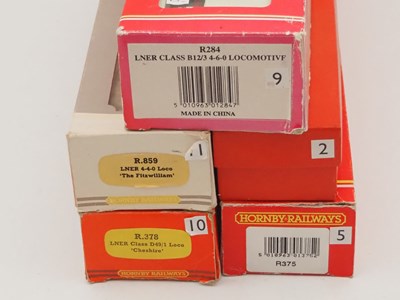 R284
LNER CLASS B12/3 4-6-0 LOCOMOTIVE
9
5 010963 012847
MADE IN CHINA
R.859
LNER 4-4-0 Loco
'The Fitzwilliam'
1
2
R.378
LNER Class D49/1 Loco
'Cheshire'
10
HORNBY RAILWAYS
HORNBY-RAILWAYS
5
R375